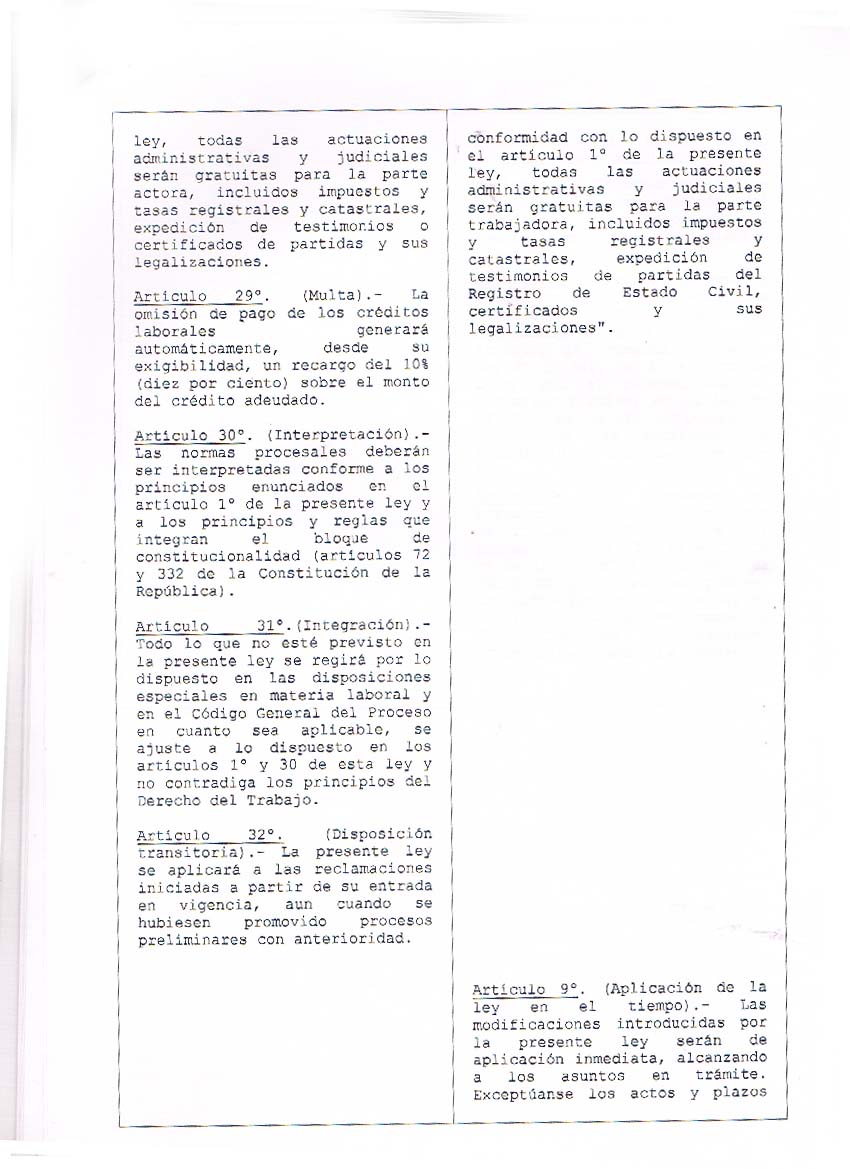 ley, todas las actuaciones
administrativas y judiciales
serán gratuitas para la parte
actora, incluidos impuestos y
tasas registrales y catastrales,
expedición de testimonios o
certificados de partidas y sus
legalizaciones.
Artículo 29º. (Multa).- La
omisión de pago de los créditos
laborales generará
automáticamente, desde su
exigibilidad, un recargo del 10%
(diez por ciento) sobre el monto
del crédito adeudado.
Artículo 30º. (Interpretación).-
Las normas procesales deberán
ser interpretadas conforme a los
principios enunciados en el
artículo 1º de la presente ley y
a los principios y reglas que
integran el bloque de
constitucionalidad (artículos 72
y 332 de la Constitución de la
República).
Artículo 31º.(Integración).-
Todo lo que no esté previsto en
la presente ley se regirá por lo
dispuesto en las disposiciones
especiales en materia laboral y
en el Código General del Proceso
en cuanto sea aplicable, se
ajuste a lo dispuesto en los
artículos 1º y 30 de esta ley y
no contradiga los principios del
Derecho del Trabajo.
Artículo 32º. (Disposición
transitoria).- La presente ley
se aplicará a las reclamaciones
iniciadas a partir de su entrada
en vigencia, aun cuando se
hubiesen promovido procesos
preliminares con anterioridad.
conformidad con lo dispuesto en
el artículo 1º de la presente
ley, todas las actuaciones
administrativas y judiciales
serán gratuitas para la parte
trabajadora, incluidos impuestos
y tasas registrales y
catastrales, expedición de
testimonios de partidas del
Registro de Estado Civil,
certificados y sus
legalizaciones".
Artículo 9º. (Aplicación de la
ley en el tiempo).- Las
modificaciones introducidas por
la presente ley serán de
aplicación inmediata, alcanzando
a los asuntos en trámite.
Exceptúanse los actos y plazos